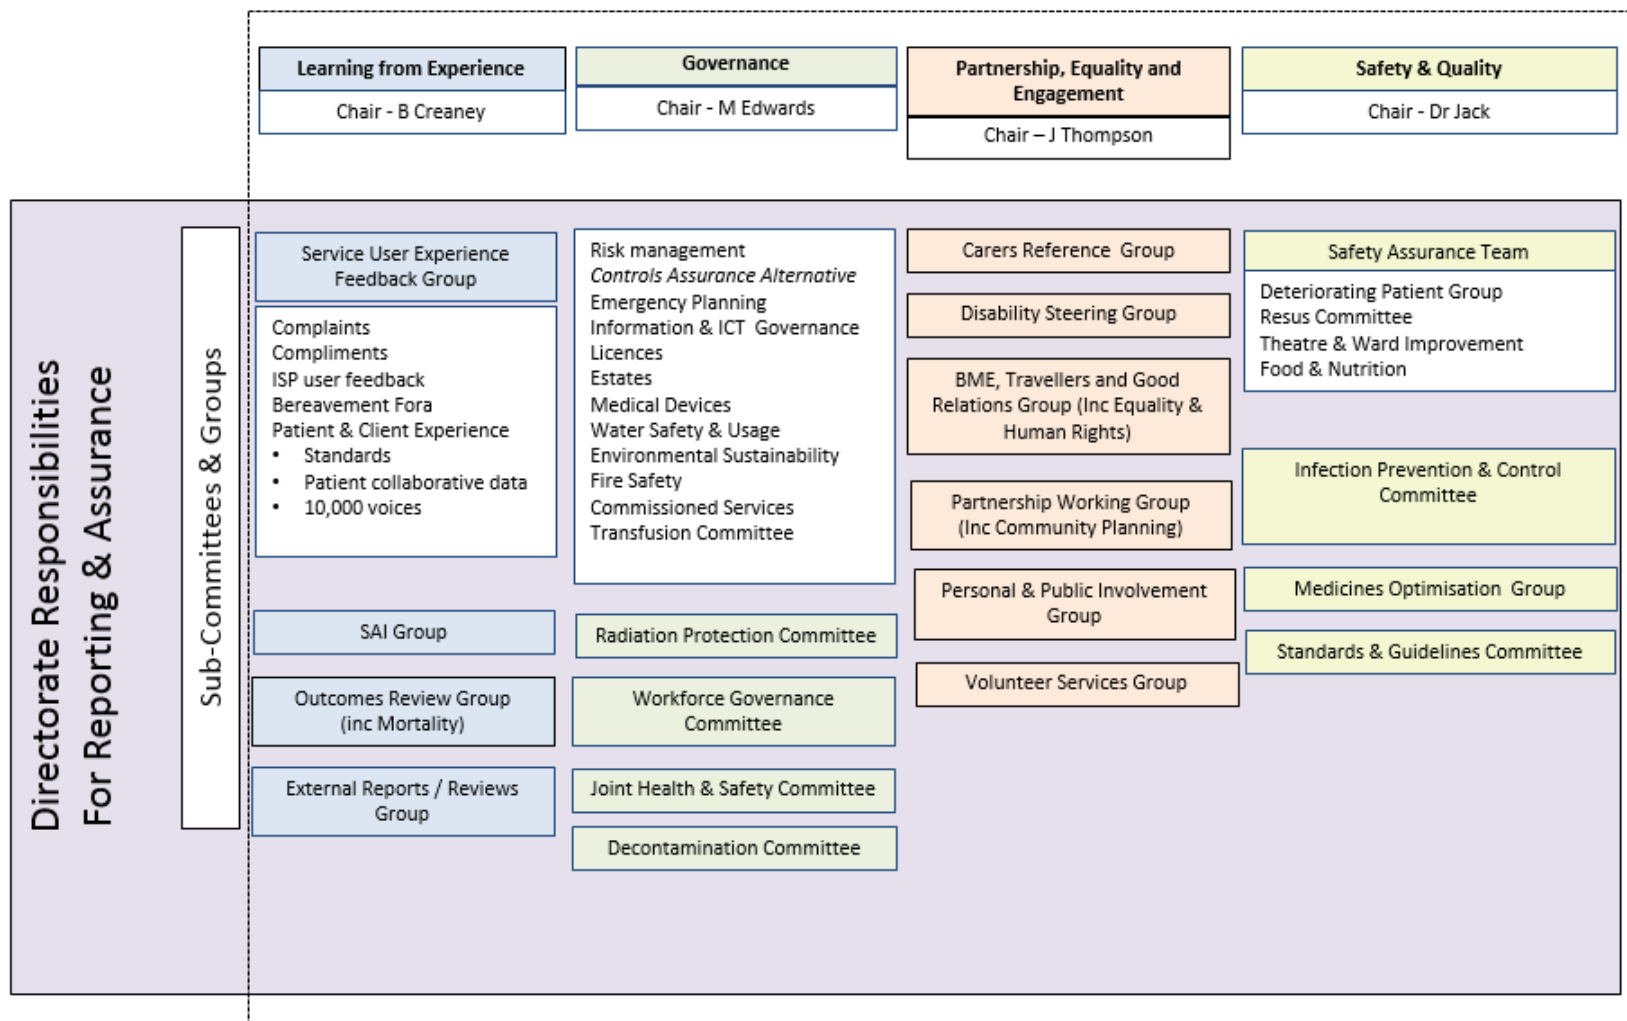 Learning from Experience
Chair - B Creaney
Governance
Chair - M Edwards
Partnership, Equality and
Engagement
Chair – J Thompson
Safety & Quality
Chair - Dr Jack
Directorate Responsibilities
For Reporting & Assurance
Sub-Committees & Groups
Service User Experience
Feedback Group
Complaints
Compliments
ISP user feedback
Bereavement Fora
Patient & Client Experience
• Standards
• Patient collaborative data
• 10,000 voices
SAI Group
Outcomes Review Group
(inc Mortality)
External Reports / Reviews
Group
Risk management
Controls Assurance Alternative
Emergency Planning
Information & ICT Governance
Licences
Estates
Medical Devices
Water Safety & Usage
Environmental Sustainability
Fire Safety
Commissioned Services
Transfusion Committee
Radiation Protection Committee
Workforce Governance
Committee
Joint Health & Safety Committee
Decontamination Committee
Carers Reference Group
Disability Steering Group
BME, Travellers and Good
Relations Group (Inc Equality &
Human Rights)
Partnership Working Group
(Inc Community Planning)
Personal & Public Involvement
Group
Volunteer Services Group
Safety Assurance Team
Deteriorating Patient Group
Resus Committee
Theatre & Ward Improvement
Food & Nutrition
Infection Prevention & Control
Committee
Medicines Optimisation Group
Standards & Guidelines Committee